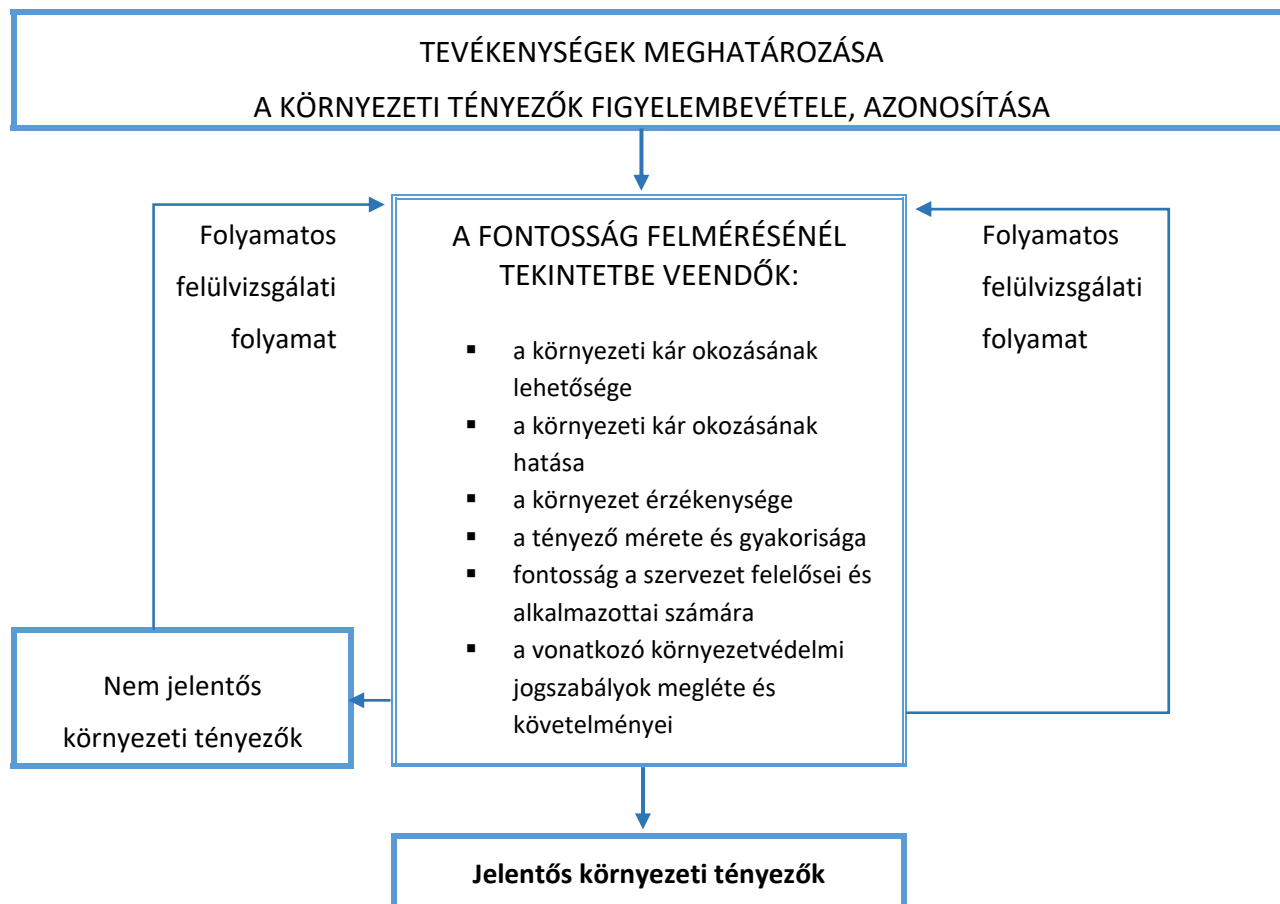 TEVÉKENYSÉGEK MEGHATÁROZÁSA
A KÖRNYEZETI TÉNYEZŐK FIGYELEMBEVÉTELE, AZONOSÍTÁSA
Folyamatos
felülvizsgálati
folyamat
A FONTOSSÁG FELMÉRÉSÉNÉL
TEKINTETBE VEENDŐK:
▪ a környezeti kár okozásának
lehetősége
▪ a környezeti kár okozásának
hatása
▪ a környezet érzékenysége
▪ a tényező mérete és gyakorisága
▪ fontosság a szervezet felelősei és
alkalmazottai számára
▪ a vonatkozó környezetvédelmi
jogszabályok megléte és
követelményei
Folyamatos
felülvizsgálati
folyamat
Nem jelentős
környezeti tényezők
Jelentős környezeti tényezők